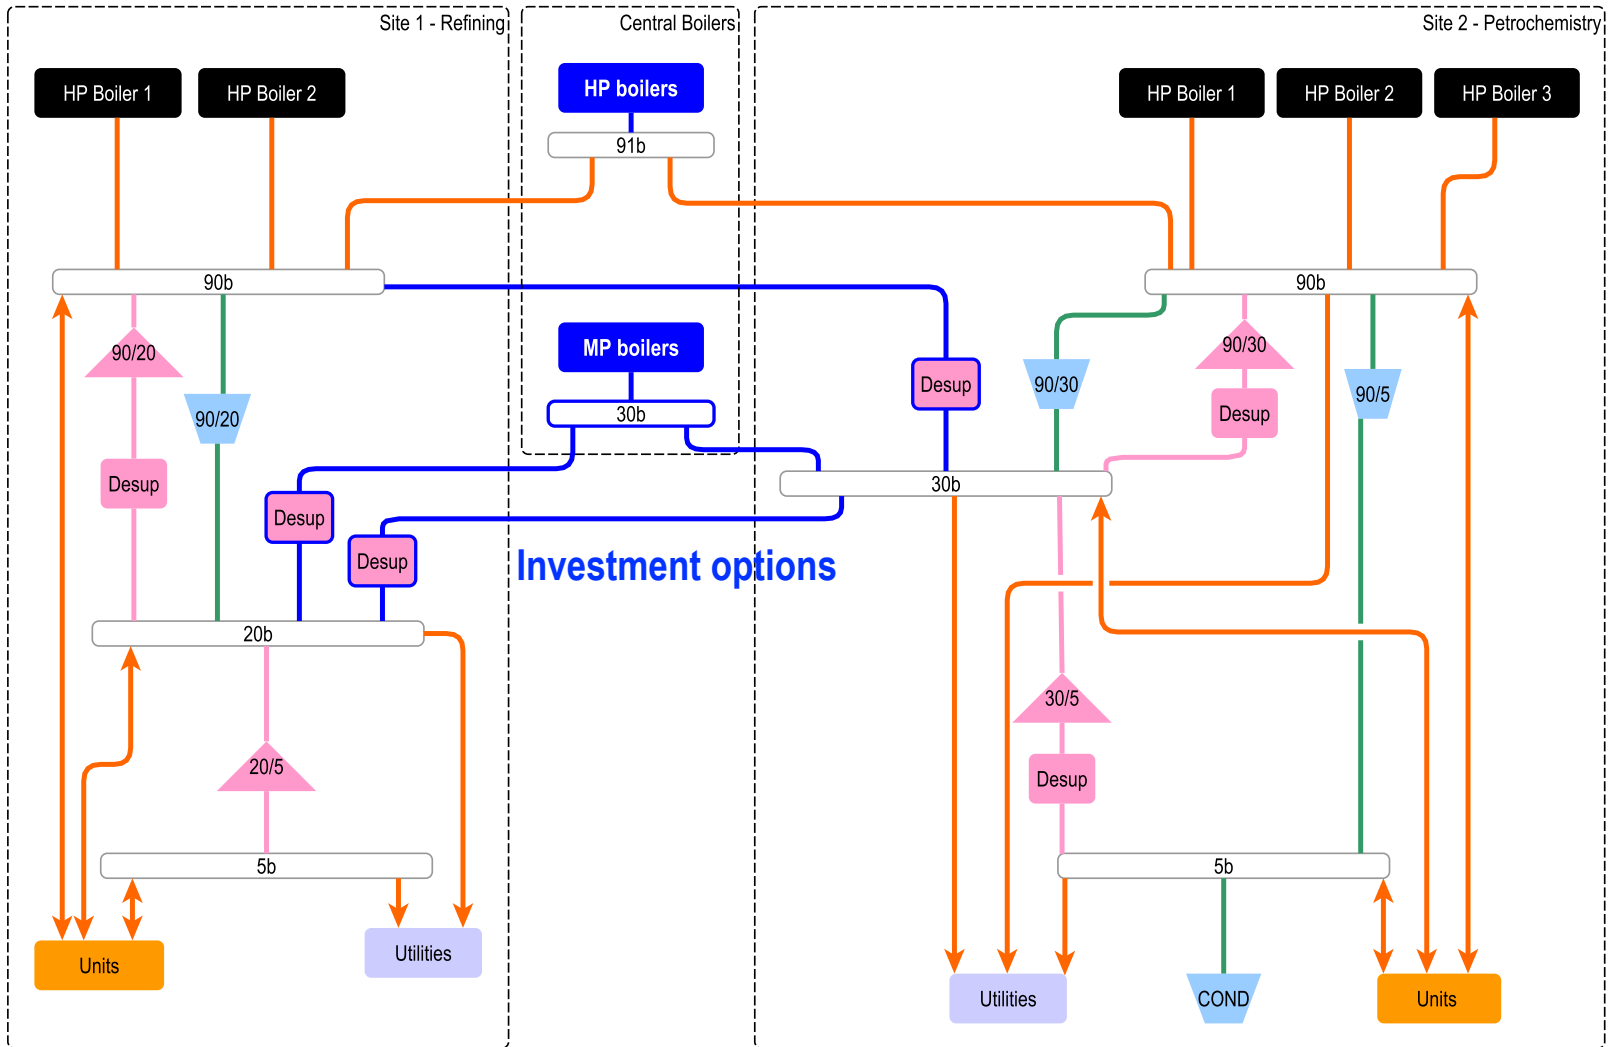 Site 1 - Refining
Central Boilers
Site 2 - Petrochemistry
HP Boiler 1
HP Boiler 2
HP boilers
HP Boiler 1
HP Boiler 2
HP Boiler 3
91b
90b
90b
90/20
MP boilers
90/30
Desup
90/30
90/5
90/20
30b
Desup
Desup
30b
Desup
Desup
Investment options
20b
30/5
20/5
Desup
5b
5b
Utilities
Units
Utilities
COND
Units